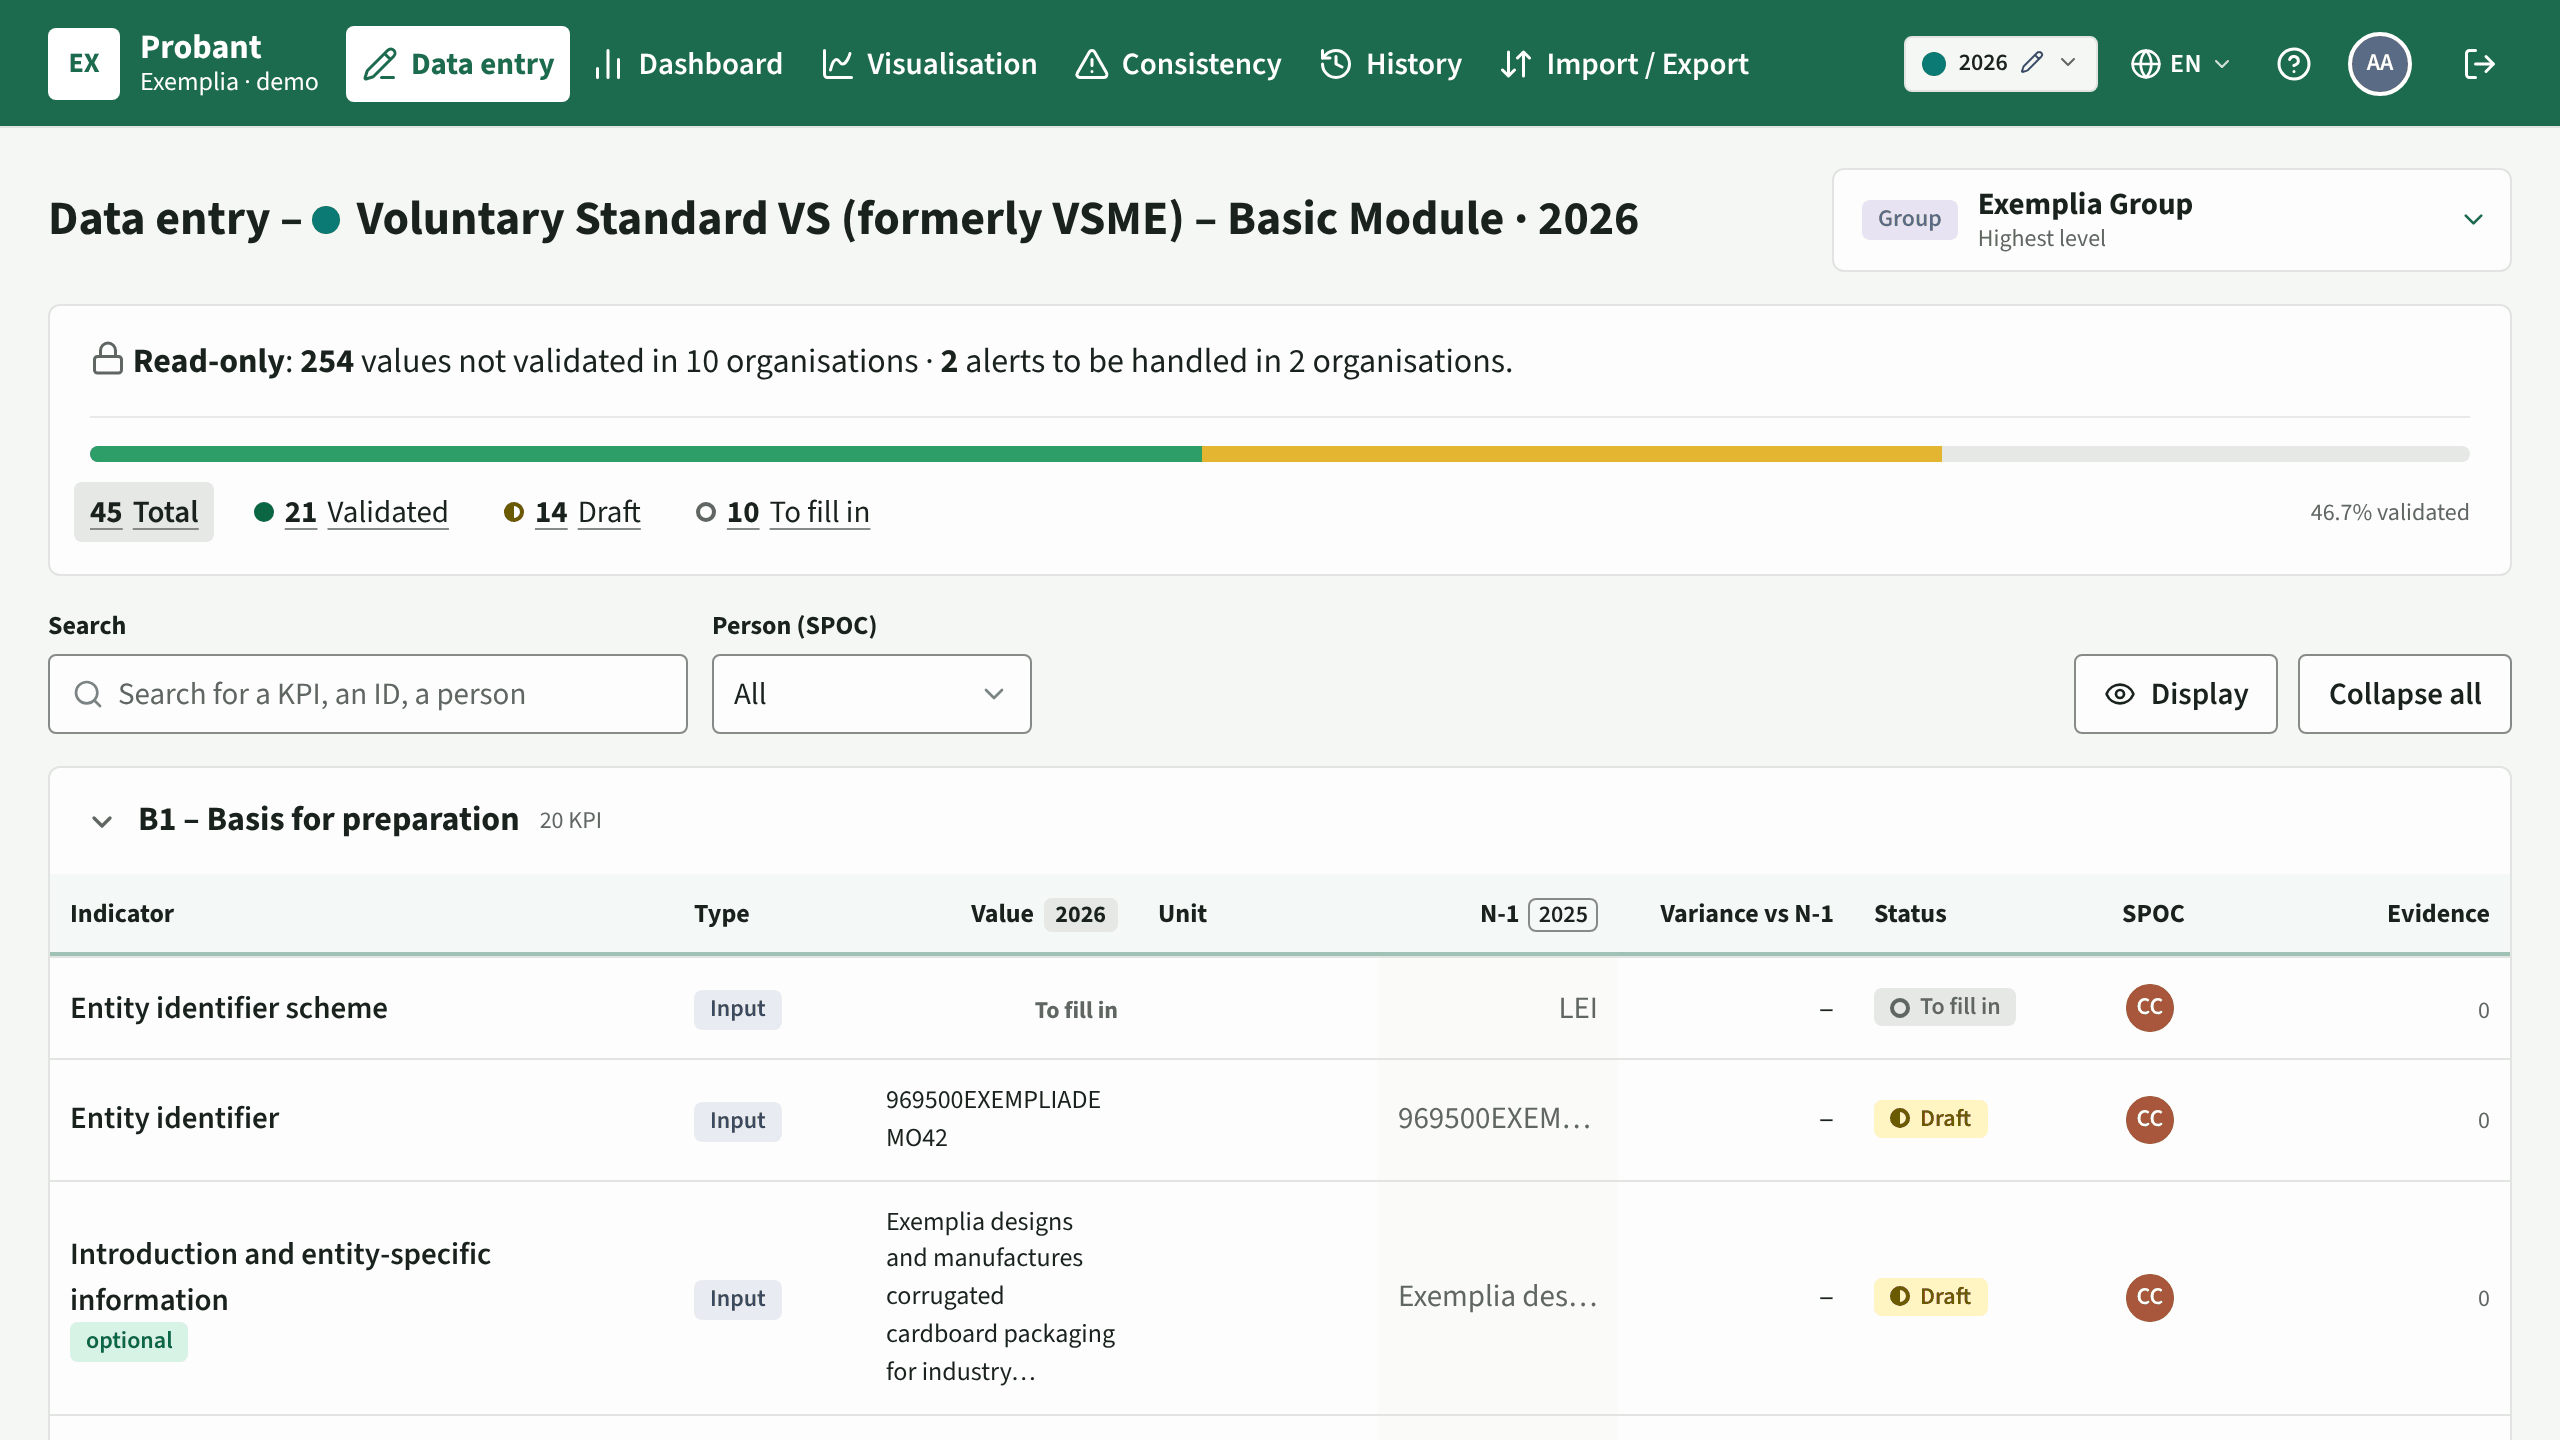 EX
Probant
Exemplia · demo
Data entry
Dashboard
Visualisation
Consistency
History
Import / Export
2026
EN
AA
Data entry – Voluntary Standard VS (formerly VSME) – Basic Module · 2026
Group
Exemplia Group
Highest level
Read-only: 254 values not validated in 10 organisations · 2 alerts to be handled in 2 organisations.
45 Total
21 Validated
14 Draft
10 To fill in
46.7% validated
Search
Person (SPOC)
Search for a KPI, an ID, a person
All
Display
Collapse all
B1 – Basis for preparation 20 KPI
Indicator Type Value 2026 Unit N-1 2025 Variance vs N-1 Status SPOC Evidence
Entity identifier scheme Input To fill in LEI – To fill in CC 0
Entity identifier Input 969500EXEMPLIADE
MO42
969500EXEM… – Draft CC 0
Introduction and entity-specific
information
optional
Input
Exemplia designs
and manufactures
corrugated
cardboard packaging
for industry…
Exemplia des… – Draft CC 0